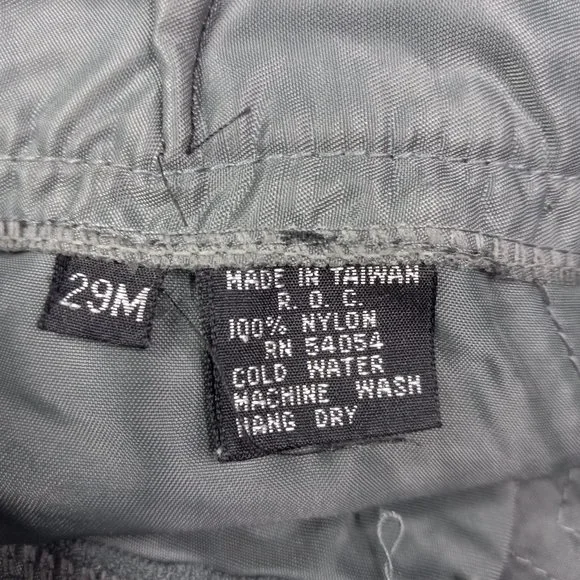 29M
MADE IN TAIWAN
R. O. C.
100% NYLON
RN 54054
COLD WATER
MACHINE WASH
HANG DRY